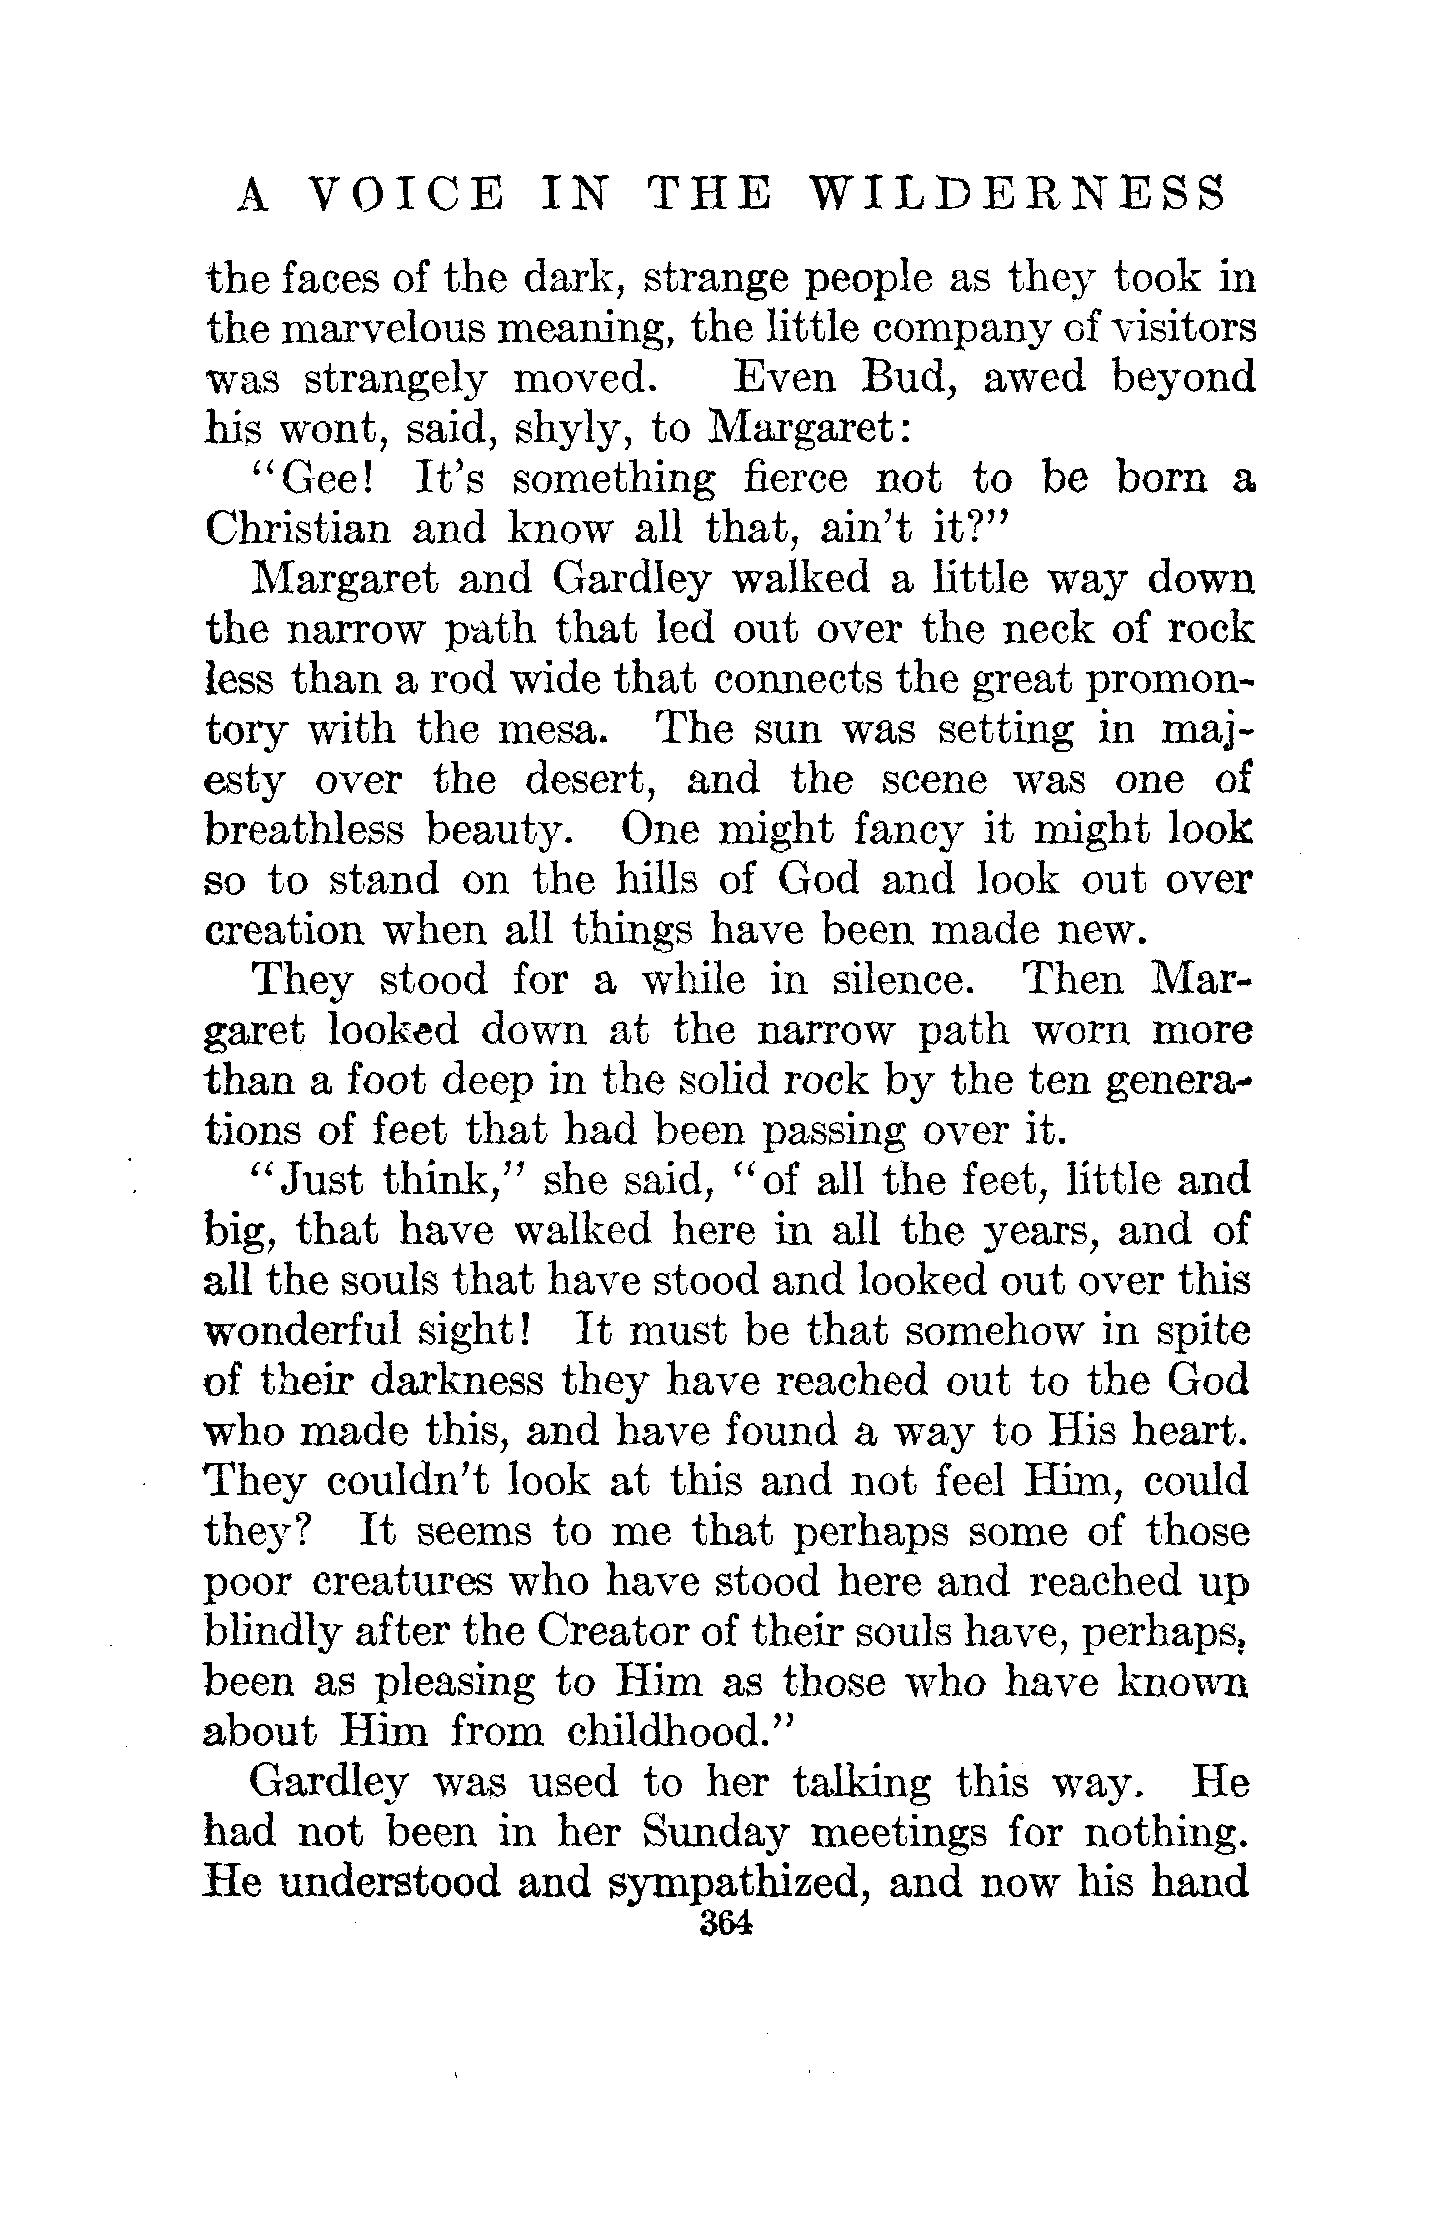 A VOICE IN THE WILDERNESS
the faces of the dark, strange people as they took in
the marvelous meaning, the little company of visitors
was strangely moved. Even Bud, awed beyond
his wont, said, shyly, to Margaret:
"Gee! It's something fierce not to be born a
Christian and know all that, ain't it?"
Margaret and Gardley walked a little way down
the narrow path that led out over the neck of rock
less than a rod wide that connects the great promon-
tory with the mesa. The sun was setting in maj-
esty over the desert, and the scene was one of
breathless beauty. One might fancy it might look
so to stand on the hills of God and look out over
creation when all things have been made new.
They stood for a while in silence. Then Mar-
garet looked down at the narrow path worn more
than a foot deep in the solid rock by the ten genera-
tions of feet that had been passing over it.
"Just think," she said, "of all the feet, little and
big, that have walked here in all the years, and of
all the souls that have stood and looked out over this
wonderful sight! It must be that somehow in spite
of their darkness they have reached out to the God
who made this, and have found a way to His heart.
They couldn't look at this and not feel Him, could
they? It seems to me that perhaps some of those
poor creatures who have stood here and reached up
blindly after the Creator of their souls have, perhaps,
been as pleasing to Him as those who have known
about Him from childhood."
Gardley was used to her talking this way. He
had not been in her Sunday meetings for nothing.
He understood and sympathized, and now his hand
364